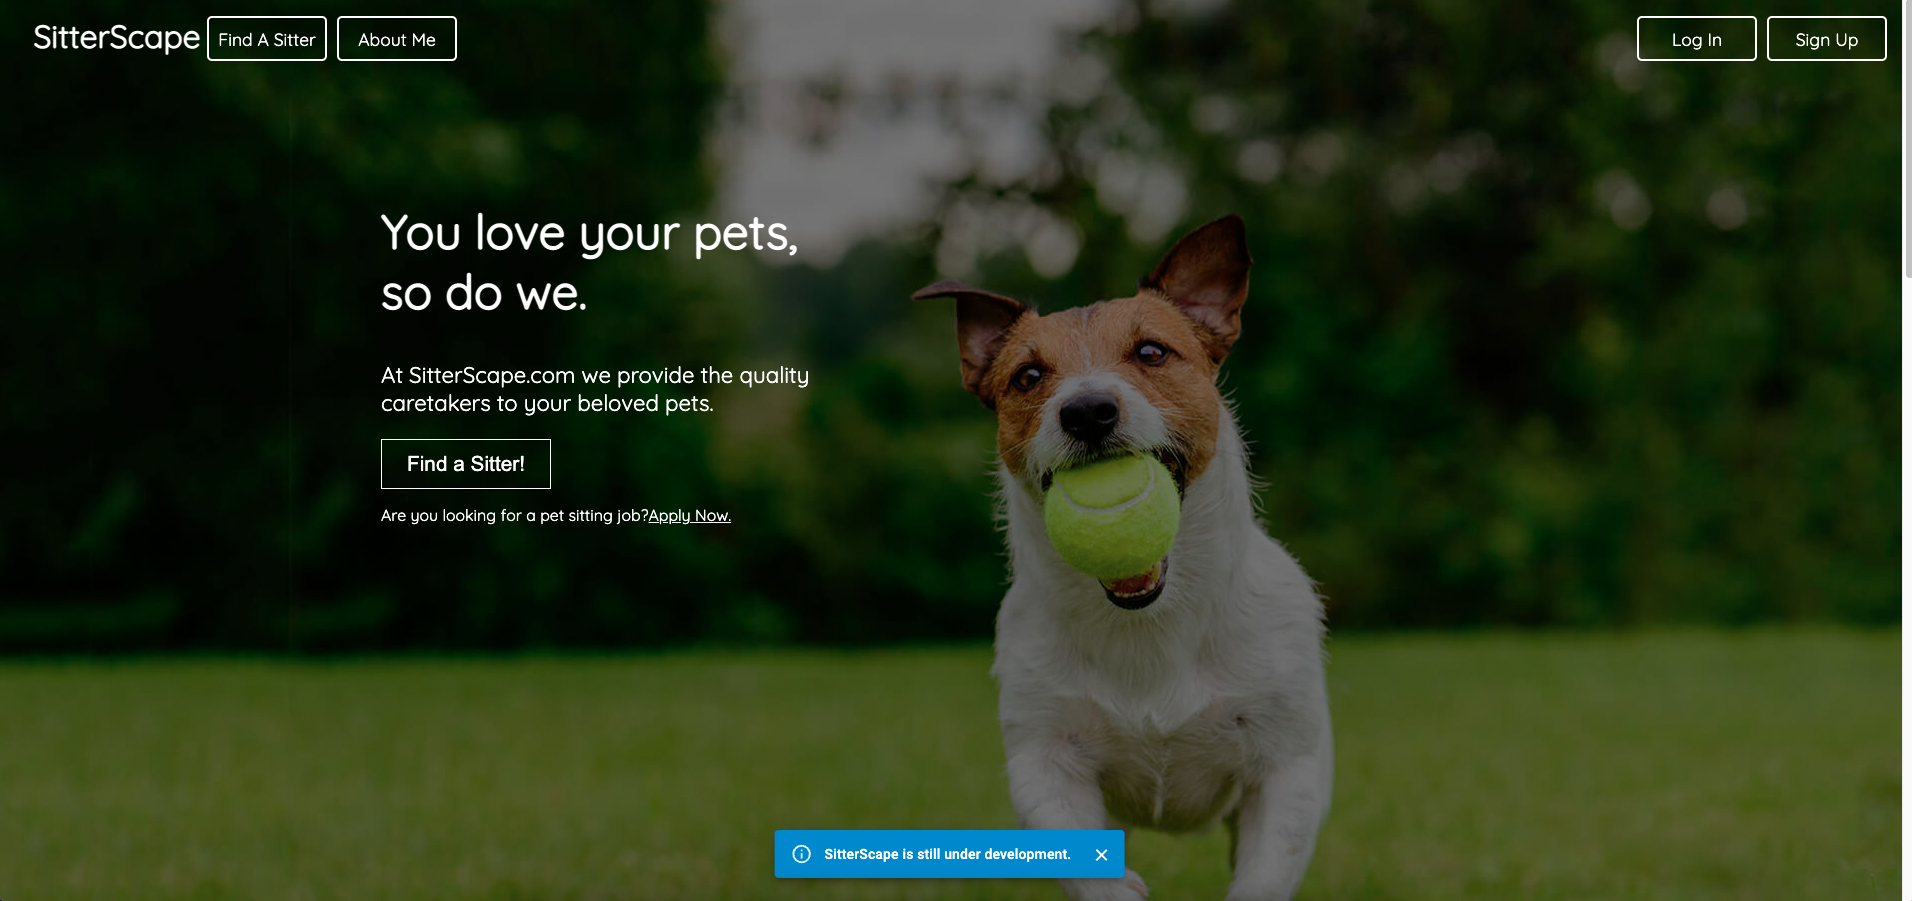 SitterScape
Find A Sitter
About Me
Log In
Sign Up
You love your pets,
so do we.
At SitterScape.com we provide the quality
caretakers to your beloved pets.
Find a Sitter!
Are you looking for a pet sitting job?Apply Now.
SitterScape is still under development.